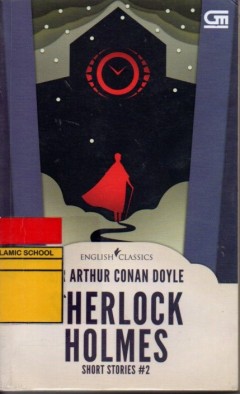 GM
LAMIC SCHOOL
ENGLISH CLASSICS
R ARTHUR CONAN DOYLE
HERLOCK
HOLMES
SHORT STORIES #2